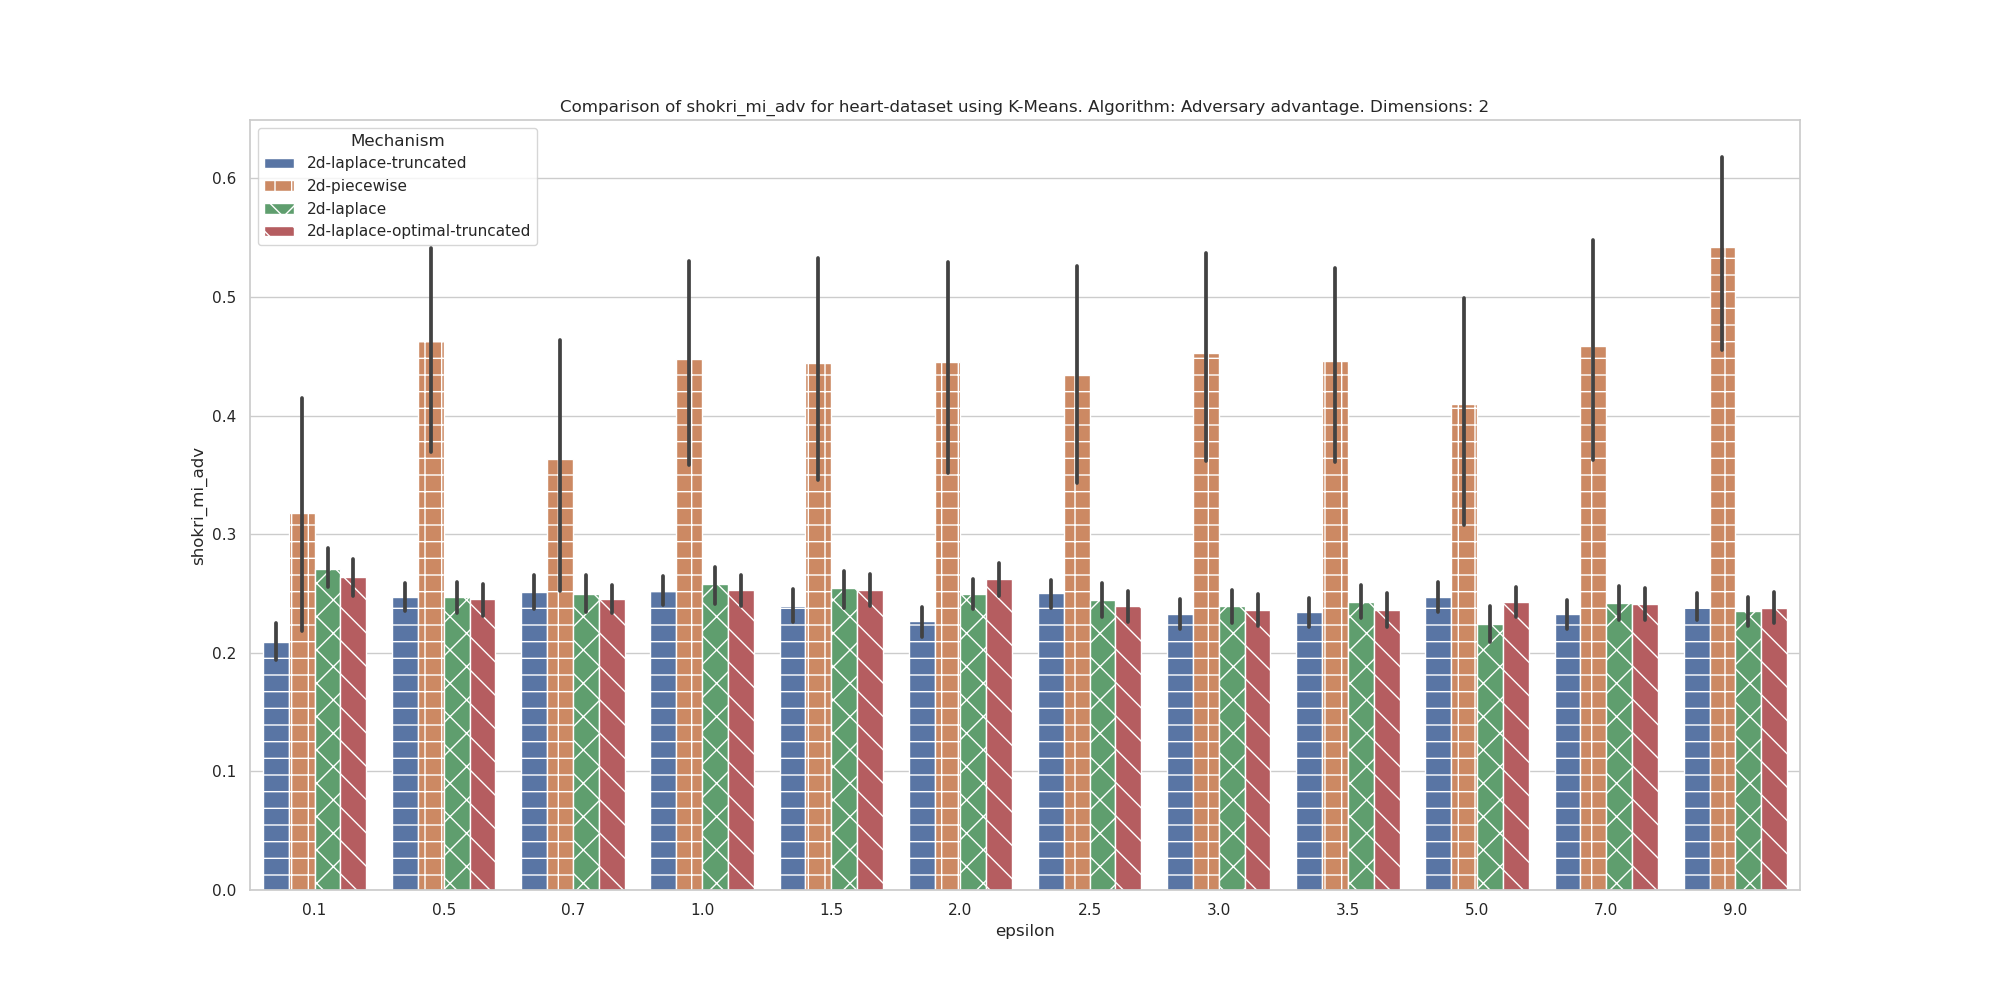 Comparison of shokri_mi_adv for heart-dataset using K-Means. Algorithm: Adversary advantage. Dimensions: 2
Mechanism
2d-laplace-truncated
2d-piecewise
2d-laplace
2d-laplace-optimal-truncated
shokri_mi_adv
0.6
0.5
0.4
0.3
0.2
0.1
0.0
0.1 0.5 0.7 1.0 1.5 2.0 2.5 3.0 3.5 5.0 7.0 9.0
epsilon